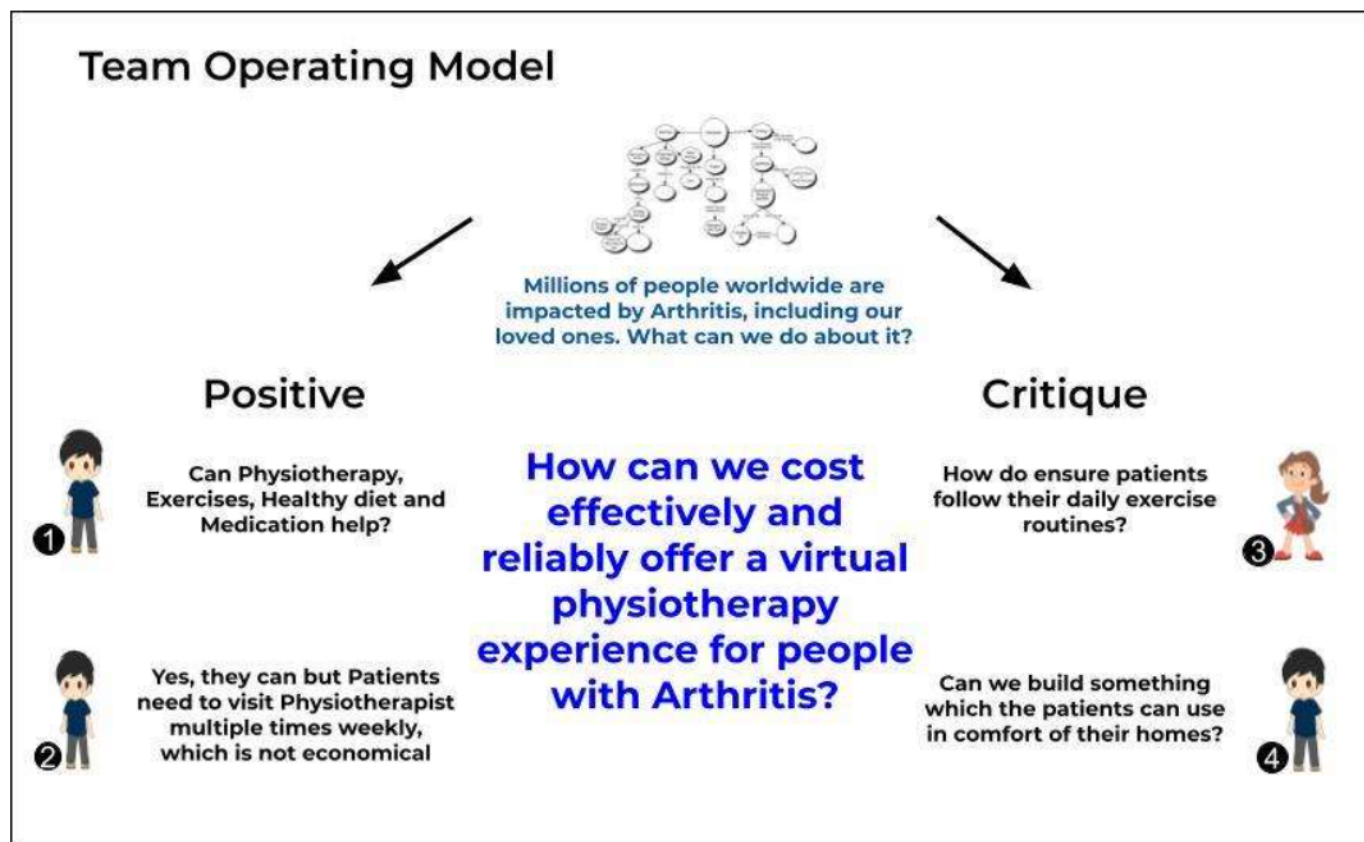 Team Operating Model
Millions of people worldwide are
impacted by Arthritis, including our
loved ones. What can we do about it?
Positive
Can Physiotherapy,
Exercises, Healthy diet and
Medication help?
1
Yes, they can but Patients
need to visit Physiotherapist
multiple times weekly,
which is not economical
2
How can we cost
effectively and
reliably offer a virtual
physiotherapy
experience for people
with Arthritis?
Critique
How do ensure patients
follow their daily exercise
routines?
3
Can we build something
which the patients can use
in comfort of their homes?
4